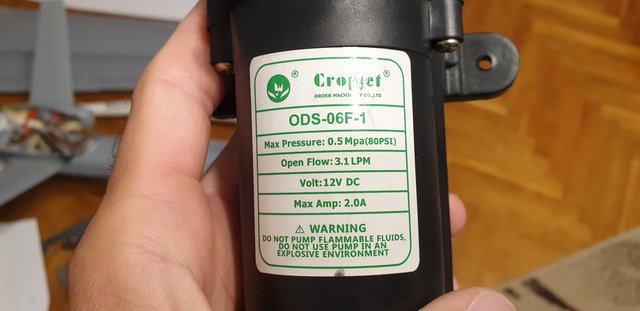 ® Cropjet®
ORDER MACHINERY CO.,LTD
ODS-06F-1
Max Pressure: 0.5 Mpa(80PSI)
Open Flow: 3.1 LPM
Volt: 12V DC
Max Amp: 2.0A
⚠ WARNING
DO NOT PUMP FLAMMABLE FLUIDS,
DO NOT USE PUMP IN AN
EXPLOSIVE ENVIRONMENT